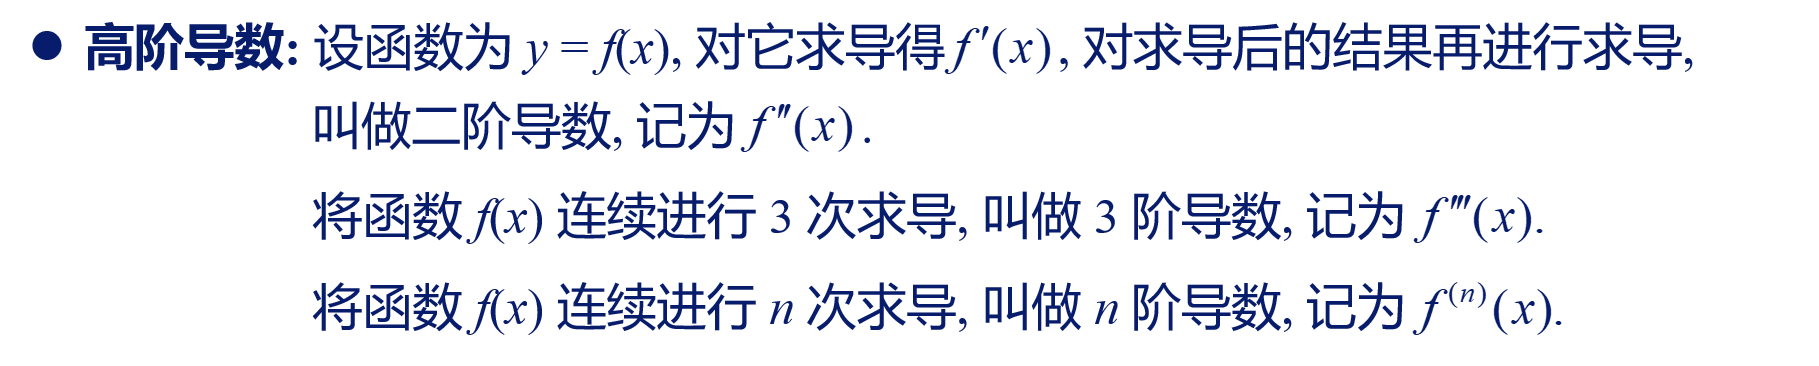 ● 高阶导数: 设函数为 y = f(x), 对它求导得 f′(x), 对求导后的结果再进行求导,
叫做二阶导数, 记为 f″(x).
将函数 f(x) 连续进行 3 次求导, 叫做 3 阶导数, 记为 f‴(x).
将函数 f(x) 连续进行 n 次求导, 叫做 n 阶导数, 记为 f⁽ⁿ⁾(x).